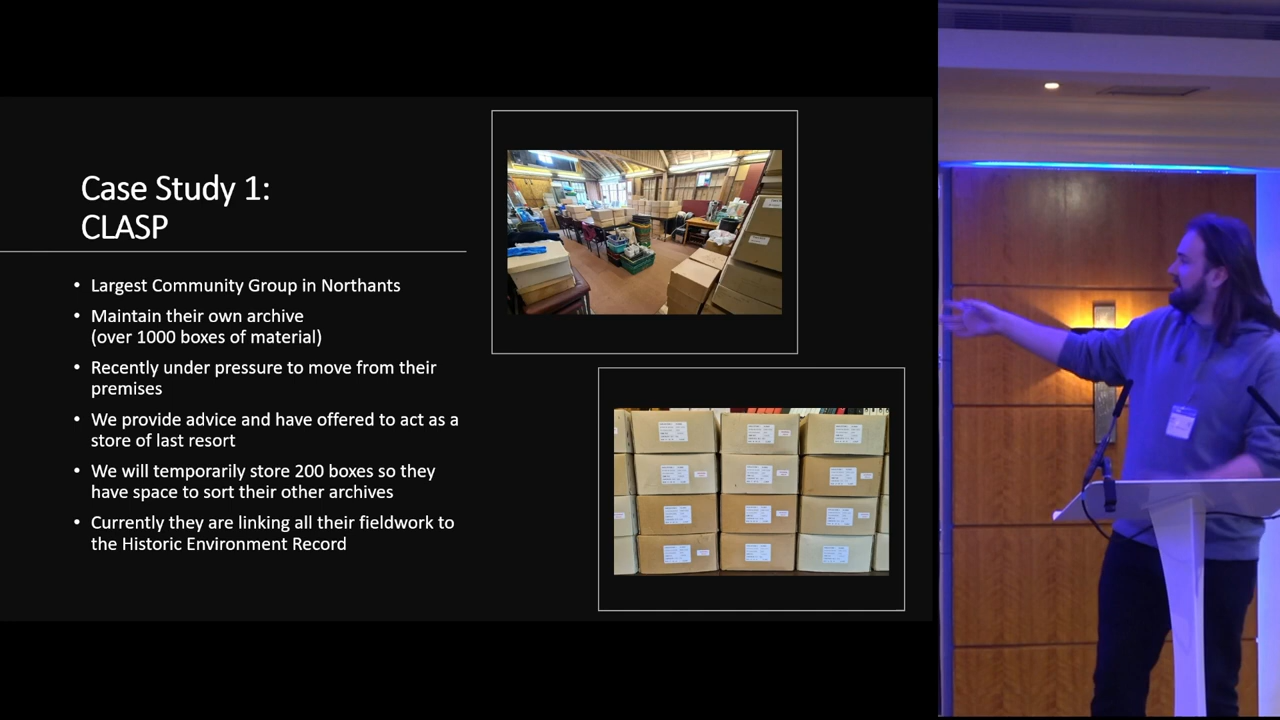 Case Study 1:
CLASP
• Largest Community Group in Northants
• Maintain their own archive
(over 1000 boxes of material)
• Recently under pressure to move from their
premises
• We provide advice and have offered to act as a
store of last resort
• We will temporarily store 200 boxes so they
have space to sort their other archives
• Currently they are linking all their fieldwork to
the Historic Environment Record